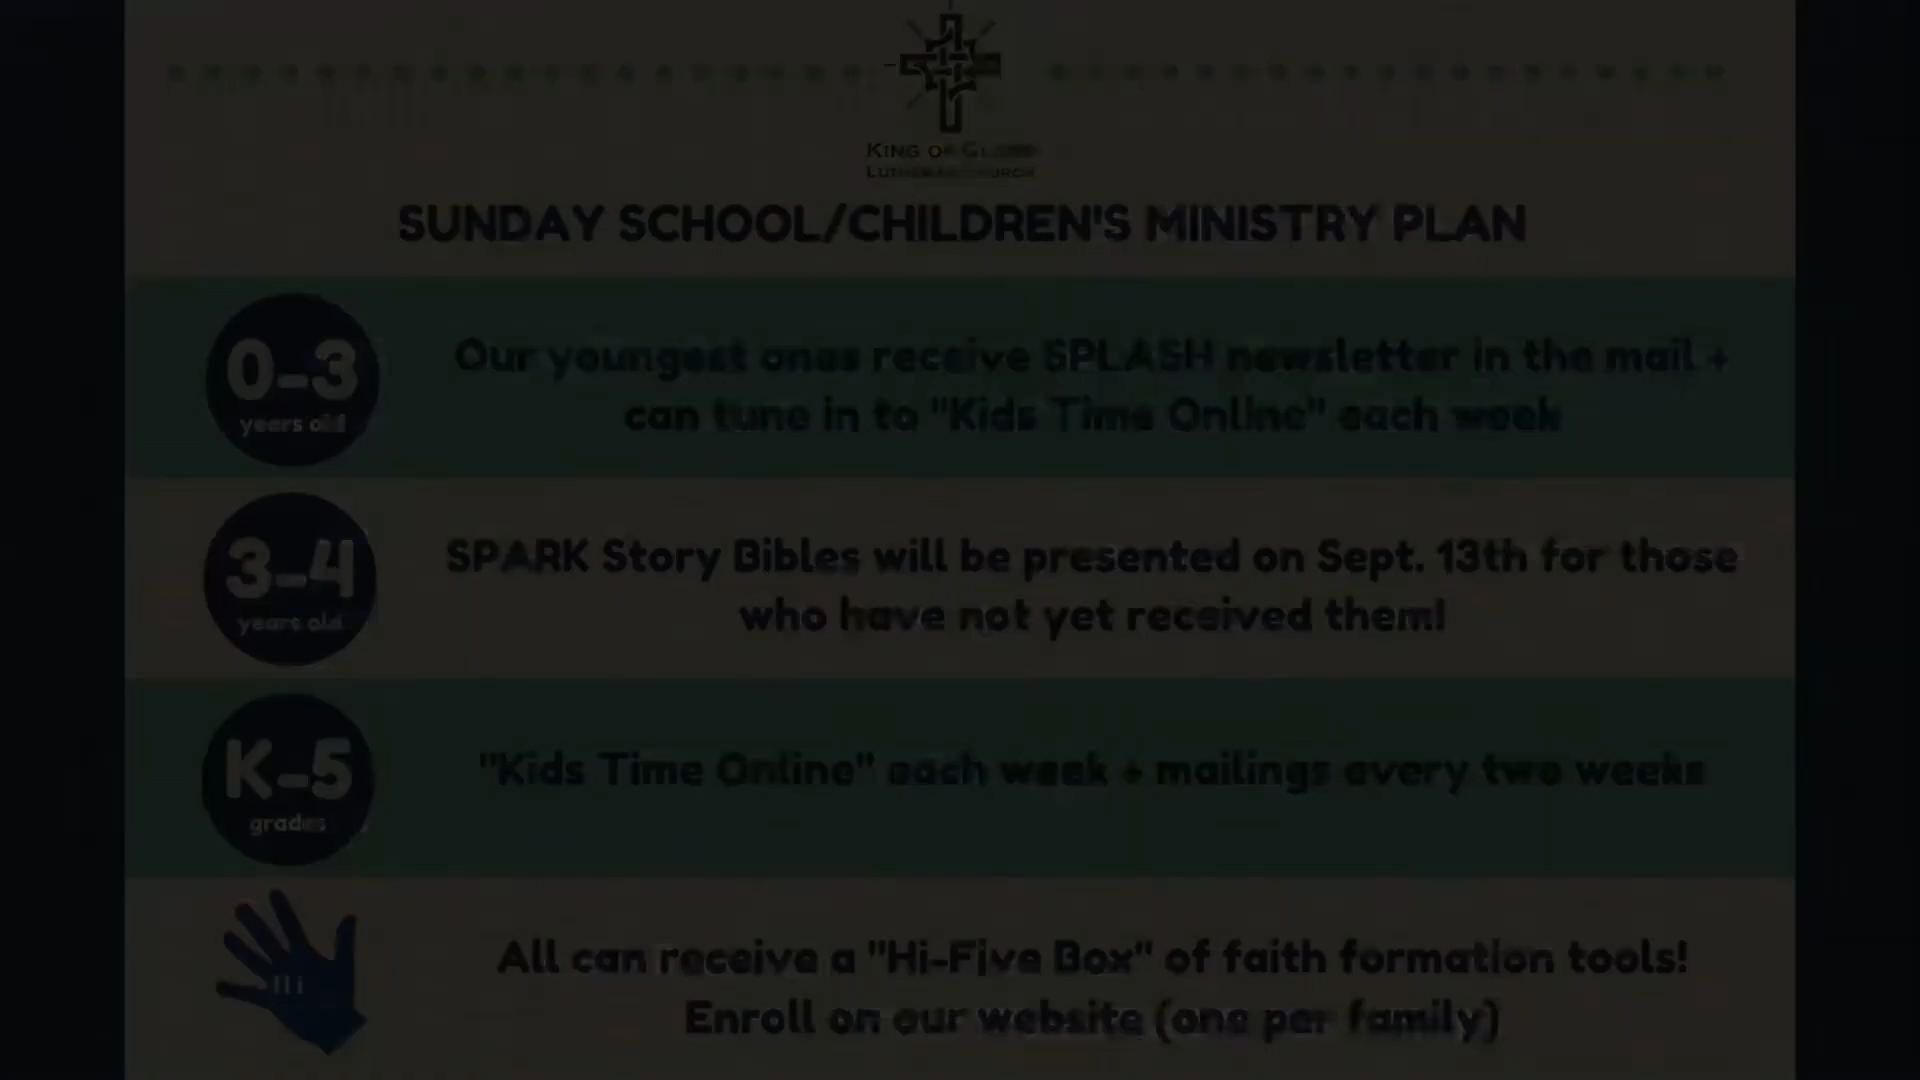 KING OF GLORY
LUTHERAN CHURCH
SUNDAY SCHOOL/CHILDREN'S MINISTRY PLAN
0-3
years old
Our youngest ones receive SPLASH newsletter in the mail +
can tune in to "Kids Time Online" each week
3-4
years old
SPARK Story Bibles will be presented on Sept. 13th for those
who have not yet received them!
K-5
grades
"Kids Time Online" each week + mailings every two weeks
Hi
All can receive a "Hi-Five Box" of faith formation tools!
Enroll on our website (one per family)